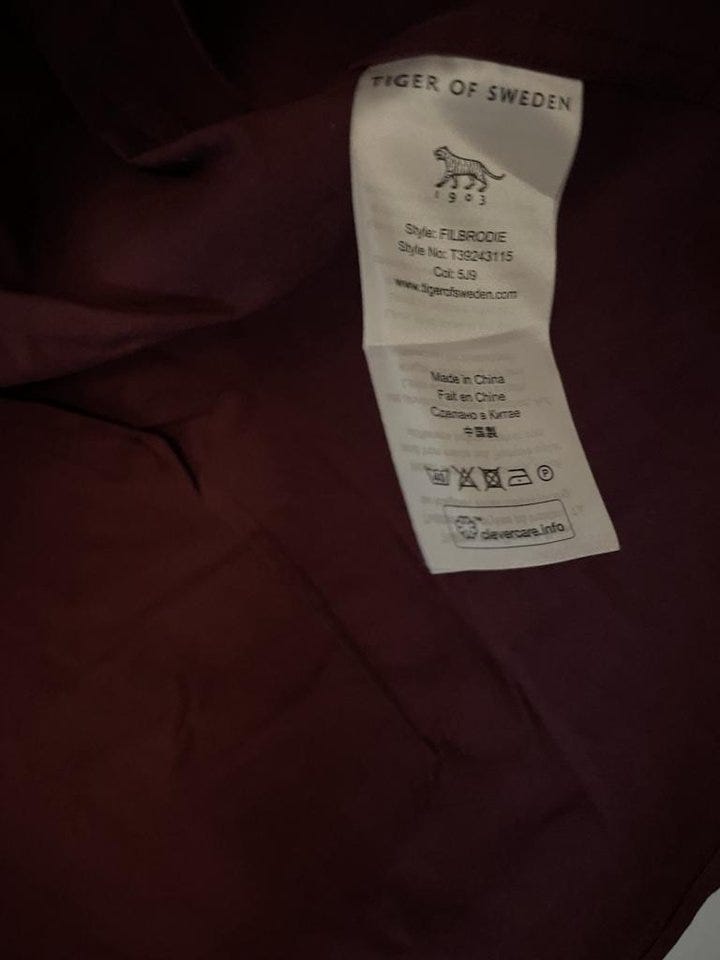 TIGER OF SWEDEN
1903
Style: FILBRODIE
Style No: T39243115
Col: 5J9
www.tigerofsweden.com
Made in China
Fait en Chine
Сделано в Китае
中国製
40
P
clevercare.info